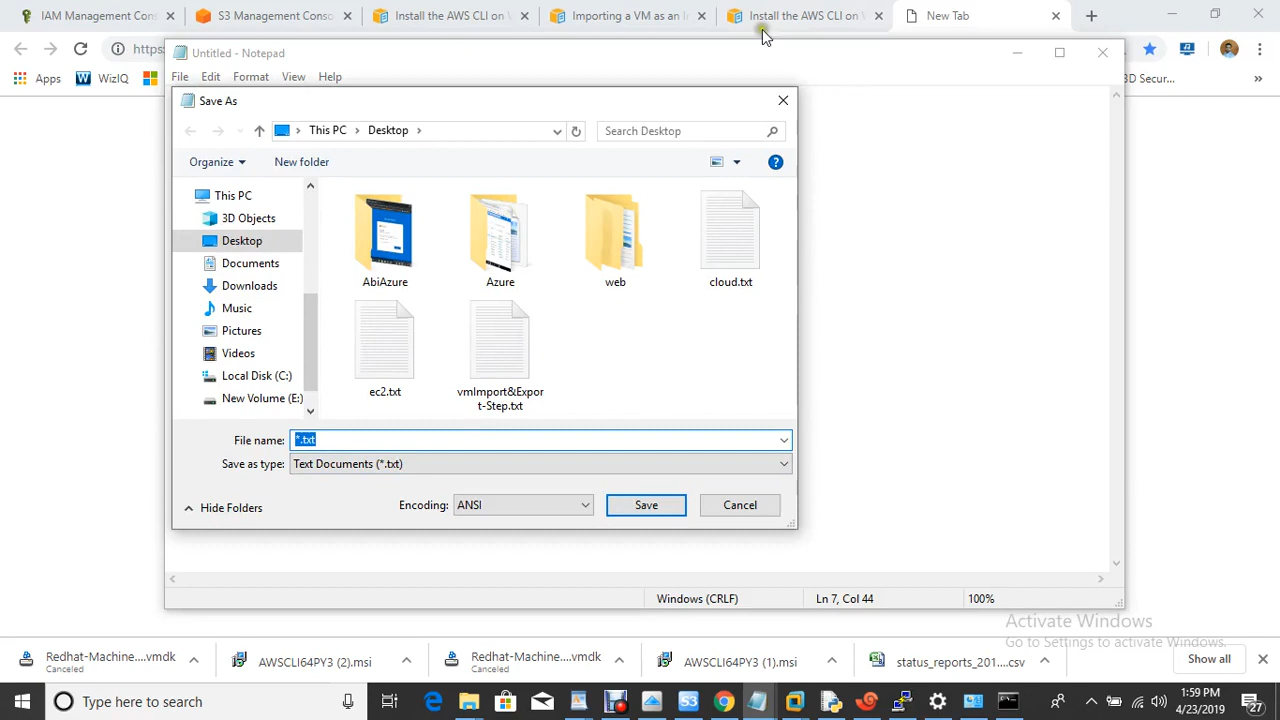 IAM Management Con
S3 Management Conso
Install the AWS CLI on
Importing a VM as an I
Install the AWS CLI on
New Tab
https:
Apps
WizIQ
3D Secur...
Untitled - Notepad
File Edit Format View Help
Save As
This PC > Desktop >
Search Desktop
Organize
New folder
This PC
3D Objects
Desktop
Documents
Downloads
Music
Pictures
Videos
Local Disk (C:)
New Volume (E:)
AbiAzure
Azure
web
cloud.txt
ec2.txt
vmImport&Expor
t-Step.txt
File name: *.txt
Save as type: Text Documents (*.txt)
Hide Folders
Encoding: ANSI
Save
Cancel
Windows (CRLF)
Ln 7, Col 44
100%
Activate Windows
Go to Settings to activate Windows.
Redhat-Machine....vmdk
Canceled
AWSCLI64PY3 (2).msi
Redhat-Machine....vmdk
Canceled
AWSCLI64PY3 (1).msi
status_reports_201....csv
Show all
Type here to search
S3
1:59 PM
4/23/2019
27